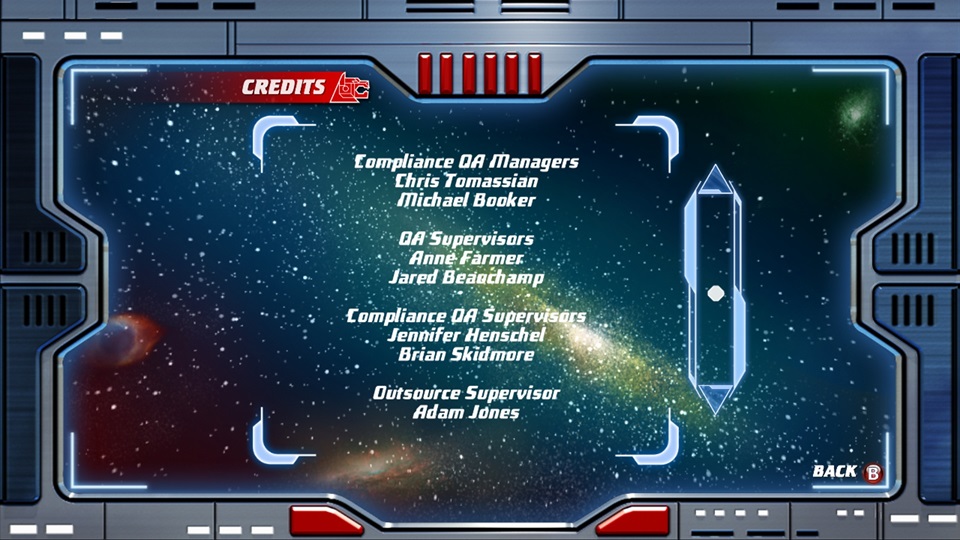 CREDITS
Compliance QA Managers
Chris Tomassian
Michael Booker
QA Supervisors
Anne Farmer
Jared Beauchamp
Compliance QA Supervisors
Jennifer Henschel
Brian Skidmore
Outsource Supervisor
Adam Jones
BACK B